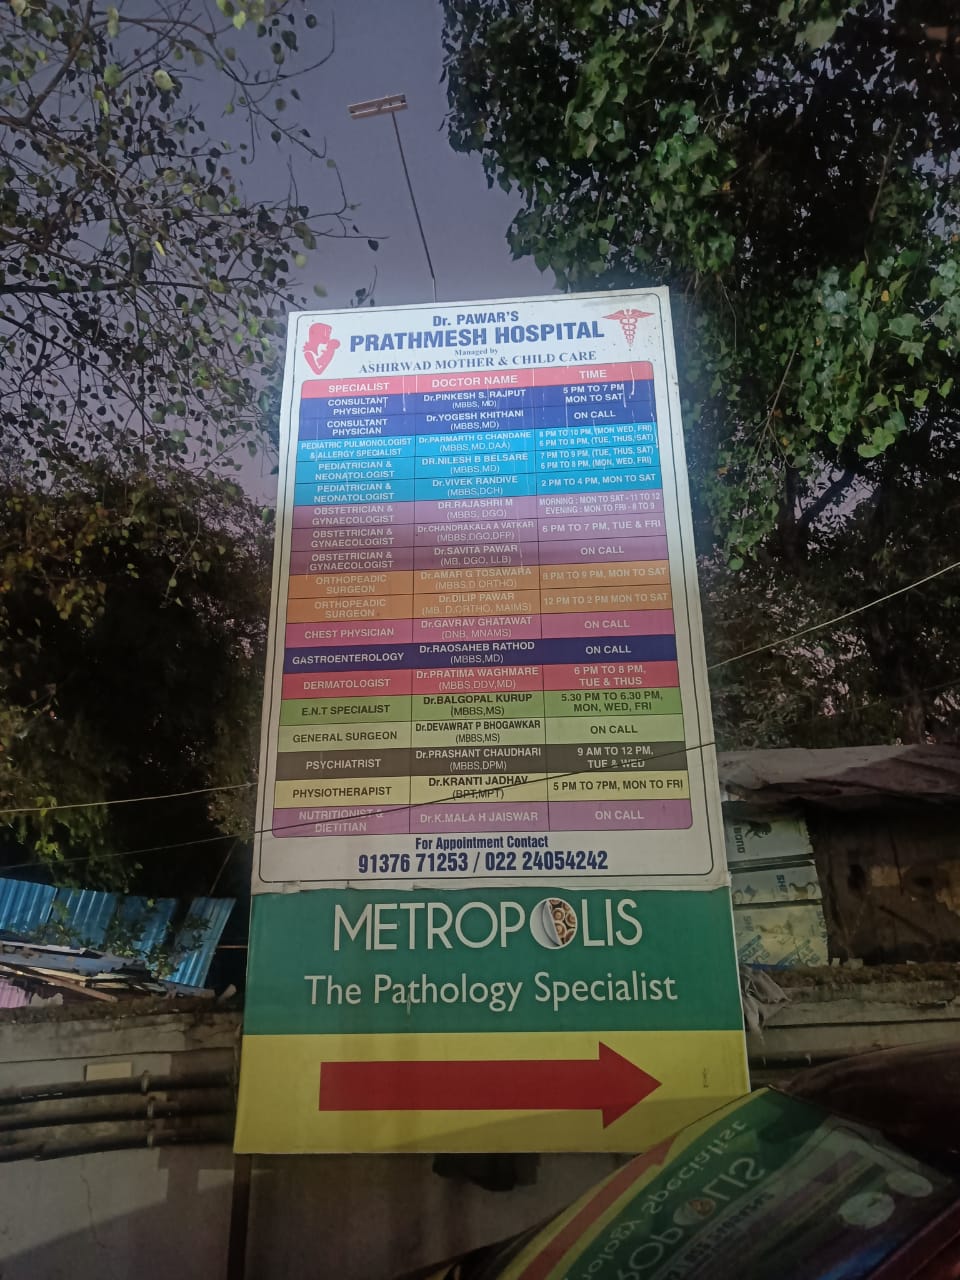 Dr. PAWAR'S
PRATHMESH HOSPITAL
Managed by
ASHIRWAD MOTHER & CHILD CARE
SPECIALIST DOCTOR NAME TIME
CONSULTANT PHYSICIAN Dr.PINKESH S. RAJPUT (MBBS, MD) 5 PM TO 7 PM MON TO SAT
CONSULTANT PHYSICIAN Dr.YOGESH KHITHANI (MBBS,MD) ON CALL
PEDIATRIC PULMONOLOGIST & ALLERGY SPECIALIST Dr.PARMARTH G CHANDANE (MBBS,MD,DAA) 8 PM TO 10 PM, (MON WED, FRI) 6 PM TO 8 PM, (TUE, THUS, SAT)
PEDIATRICIAN & NEONATOLOGIST DR.NILESH B BELSARE (MBBS,MD) 7 PM TO 9 PM, (TUE, THUS, SAT) 6 PM TO 8 PM, (MON, WED, FRI)
PEDIATRICIAN & NEONATOLOGIST Dr.VIVEK RANDIVE (MBBS,DCH) 2 PM TO 4 PM, MON TO SAT
OBSTETRICIAN & GYNAECOLOGIST DR.RAJASHRI M (MBBS, DGO) MORNING : MON TO SAT - 11 TO 12 EVENING : MON TO FRI - 8 TO 9
OBSTETRICIAN & GYNAECOLOGIST Dr.CHANDRAKALA A VATKAR (MBBS,DGO,DFP) 6 PM TO 7 PM, TUE & FRI
OBSTETRICIAN & GYNAECOLOGIST Dr.SAVITA PAWAR (MB, DGO, LLB) ON CALL
ORTHOPEADIC SURGEON Dr.AMAR G TOSAWARA (MBBS,D ORTHO) 8 PM TO 9 PM, MON TO SAT
ORTHOPEADIC SURGEON Dr.DILIP PAWAR (MB, D.ORTHO, MAIMS) 12 PM TO 2 PM MON TO SAT
CHEST PHYSICIAN Dr.GAVRAV GHATAWAT (DNB, MNAMS) ON CALL
GASTROENTEROLOGY Dr.RAOSAHEB RATHOD (MBBS,MD) ON CALL
DERMATOLOGIST Dr.PRATIMA WAGHMARE (MBBS,DDV,MD) 6 PM TO 8 PM, TUE & THUS
E.N.T SPECIALIST Dr.BALGOPAL KURUP (MBBS,MS) 5.30 PM TO 6.30 PM, MON, WED, FRI
GENERAL SURGEON Dr.DEVAWRAT P BHOGAWKAR (MBBS,MS) ON CALL
PSYCHIATRIST Dr.PRASHANT CHAUDHARI (MBBS,DPM) 9 AM TO 12 PM, TUE & WED
PHYSIOTHERAPIST Dr.KRANTI JADHAV (BPT,MPT) 5 PM TO 7PM, MON TO FRI
NUTRITIONIST & DIETITIAN Dr.K.MALA H JAISWAR ON CALL
For Appointment Contact
91376 71253 / 022 24054242
METROPOLIS
The Pathology Specialist